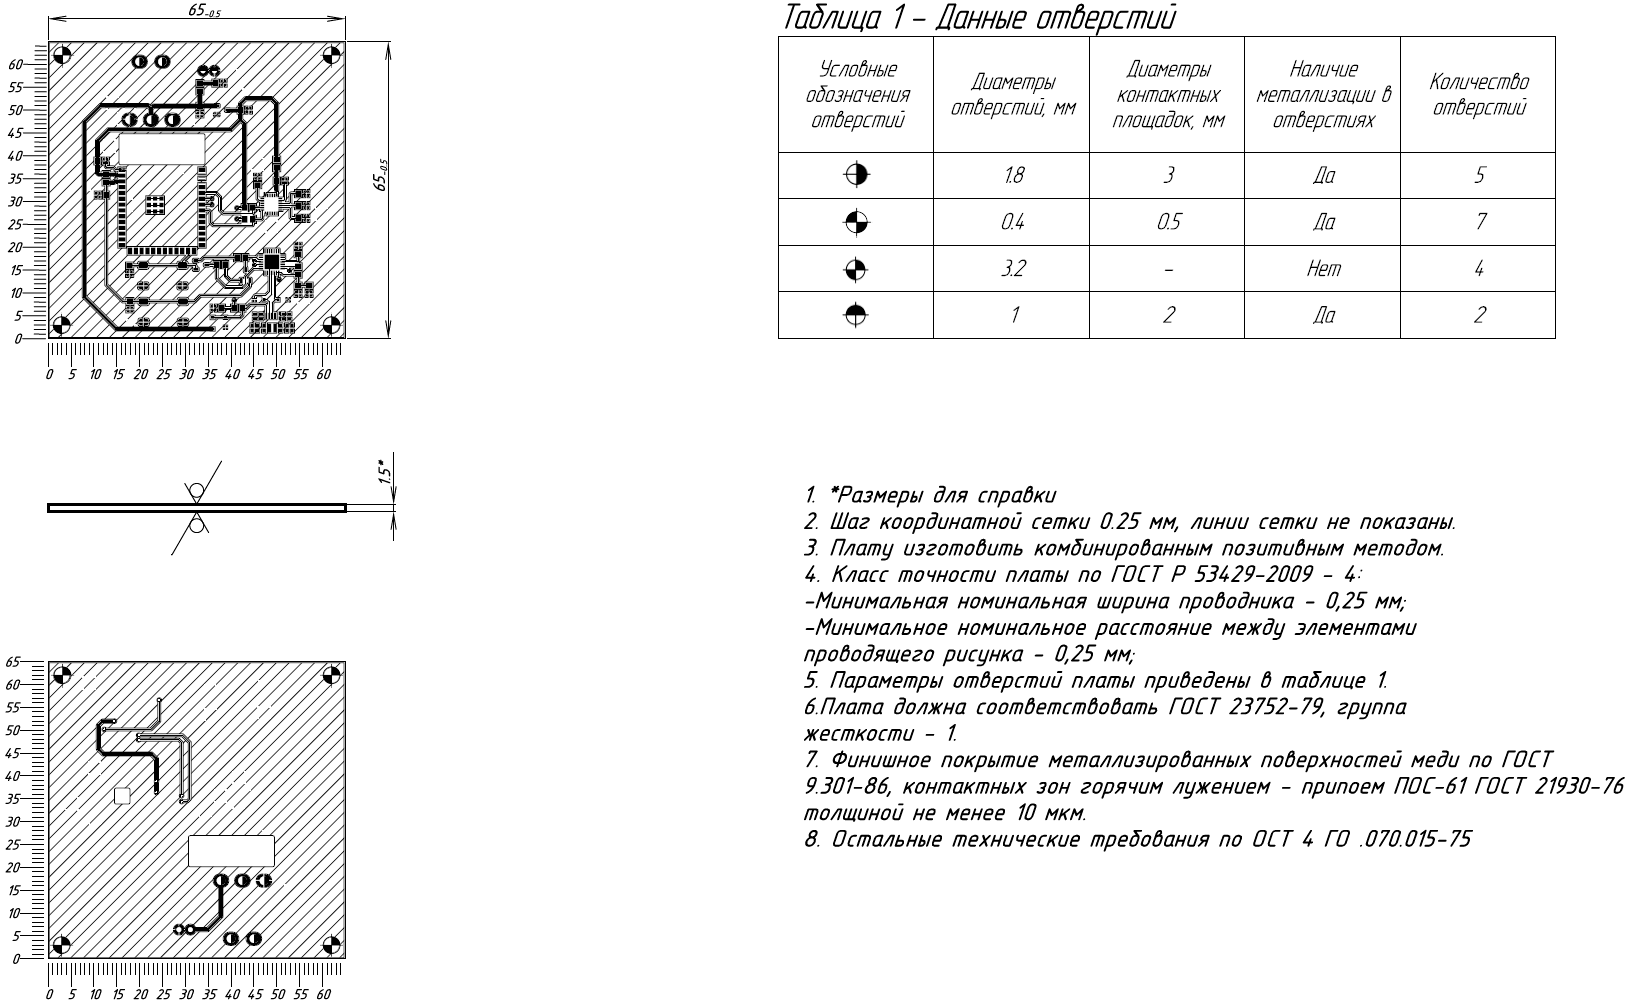 65-0.5
60
55
50
45
40
35
30
25
20
15
10
5
0
65-0.5
0 5 10 15 20 25 30 35 40 45 50 55 60
1.5*
65
60
55
50
45
40
35
30
25
20
15
10
5
0
0 5 10 15 20 25 30 35 40 45 50 55 60
Таблица 1 – Данные отверстий
Условные обозначения отверстий
Диаметры отверстий, мм
Диаметры контактных площадок, мм
Наличие металлизации в отверстиях
Количество отверстий
1.8 3 Да 5
0.4 0.5 Да 7
3.2 – Нет 4
1 2 Да 2
1. *Размеры для справки
2. Шаг координатной сетки 0.25 мм, линии сетки не показаны.
3. Плату изготовить комбинированным позитивным методом.
4. Класс точности платы по ГОСТ Р 53429-2009 - 4:
-Минимальная номинальная ширина проводника - 0,25 мм;
-Минимальное номинальное расстояние между элементами
проводящего рисунка - 0,25 мм;
5. Параметры отверстий платы приведены в таблице 1.
6.Плата должна соответствовать ГОСТ 23752-79, группа
жесткости - 1.
7. Финишное покрытие металлизированных поверхностей меди по ГОСТ
9.301-86, контактных зон горячим лужением - припоем ПОС-61 ГОСТ 21930-76
толщиной не менее 10 мкм.
8. Остальные технические требования по ОСТ 4 ГО .070.015-75